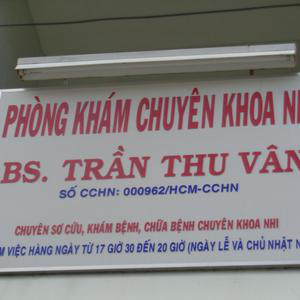 PHÒNG KHÁM CHUYÊN KHOA
BS. TRẦN THU VÂN
SỐ CCHN: 000962/HCM-CCHN
CHUYÊN SƠ CỨU, KHÁM BỆNH, CHỮA BỆNH CHUYÊN KHOA NHI
VIỆC HÀNG NGÀY TỪ 17 GIỜ 30 ĐẾN 20 GIỜ (NGÀY LỄ VÀ CHỦ NHẬT